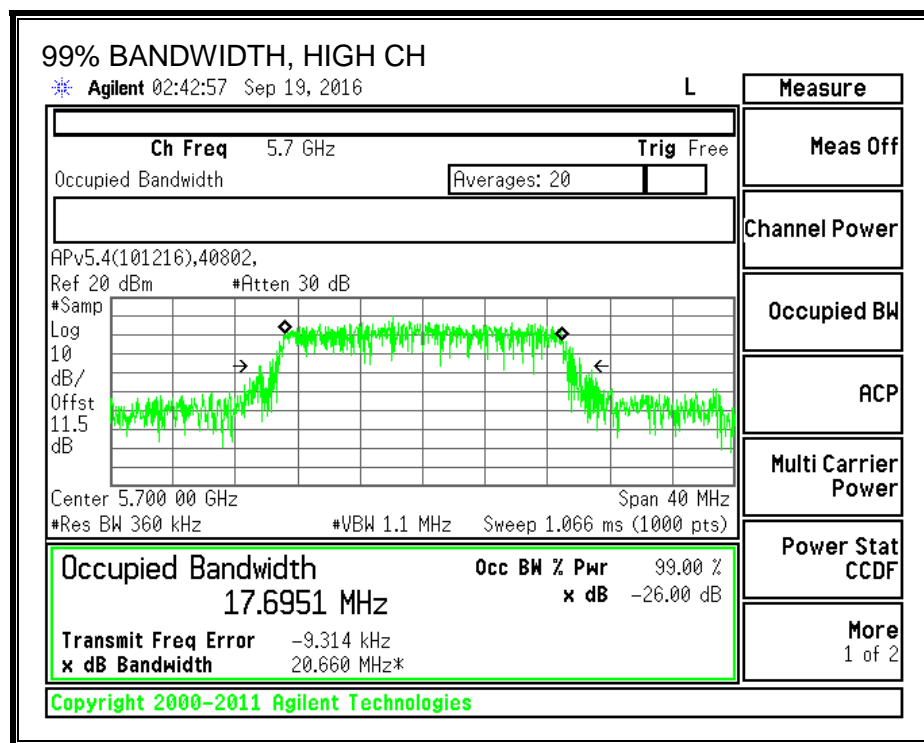 99% BANDWIDTH, HIGH CH
Agilent 02:42:57 Sep 19, 2016 L
Measure
Ch Freq 5.7 GHz Trig Free
Meas Off
Occupied Bandwidth Averages: 20
Channel Power
APv5.4(101216),40802,
Ref 20 dBm #Atten 30 dB
#Samp
Log
10
dB/
Offst
11.5
dB
Occupied BW
ACP
Multi Carrier
Power
Center 5.700 00 GHz Span 40 MHz
#Res BW 360 kHz #VBW 1.1 MHz Sweep 1.066 ms (1000 pts)
Power Stat
CCDF
Occupied Bandwidth Occ BW % Pwr 99.00 %
17.6951 MHz x dB -26.00 dB
Transmit Freq Error -9.314 kHz
x dB Bandwidth 20.660 MHz*
More
1 of 2
Copyright 2000-2011 Agilent Technologies